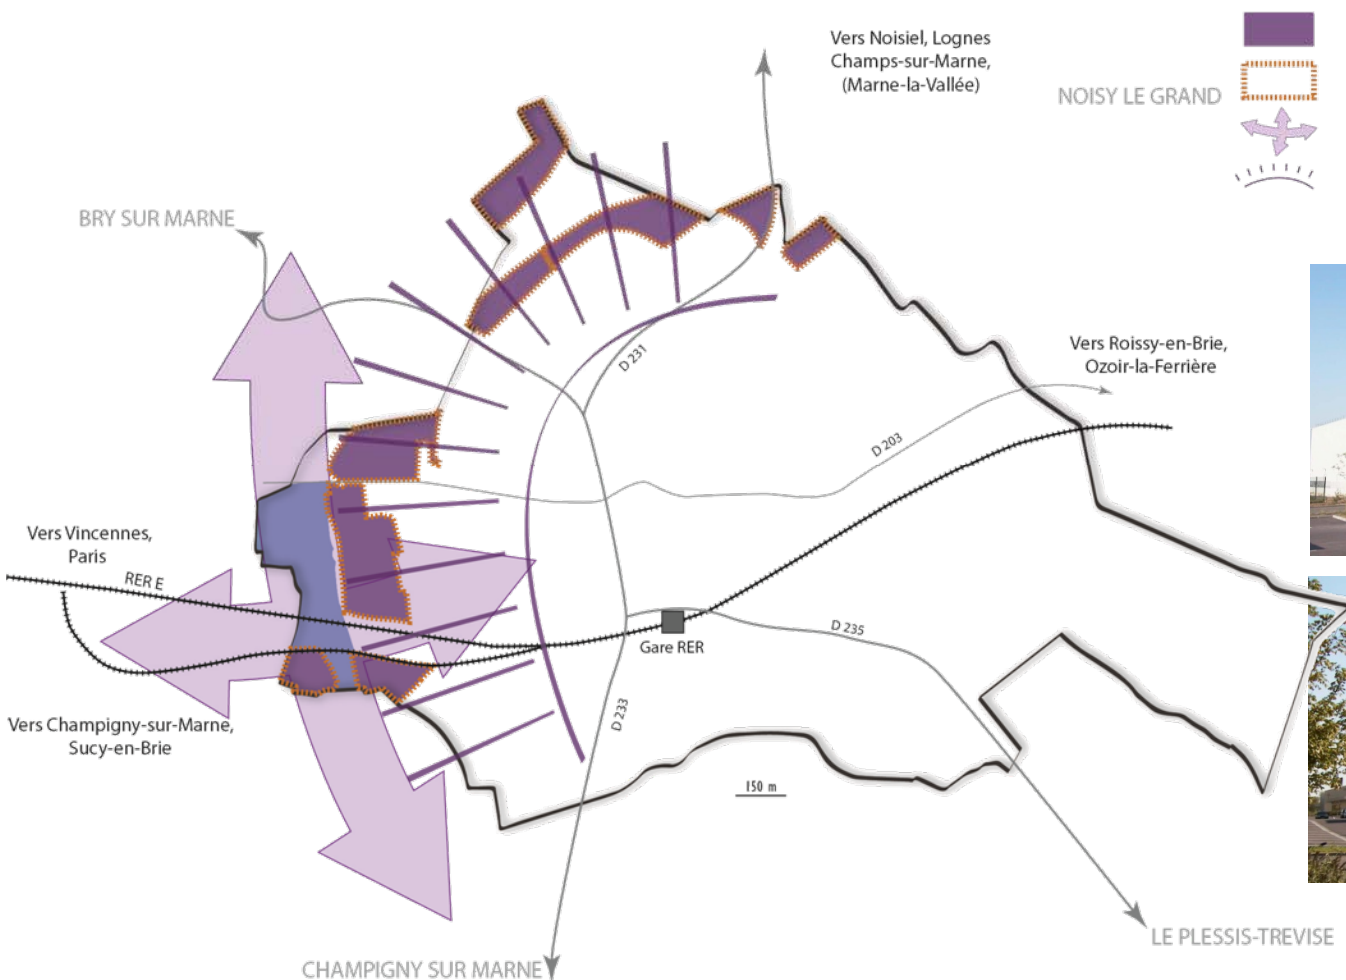 Vers Noisiel, Lognes
Champs-sur-Marne,
(Marne-la-Vallée)
NOISY LE GRAND
BRY SUR MARNE
D 231
Vers Roissy-en-Brie,
Ozoir-la-Ferrière
D 203
Vers Vincennes,
Paris
RER E
Gare RER
D 235
Vers Champigny-sur-Marne,
Sucy-en-Brie
D 233
150 m
LE PLESSIS-TREVISE
CHAMPIGNY SUR MARNE